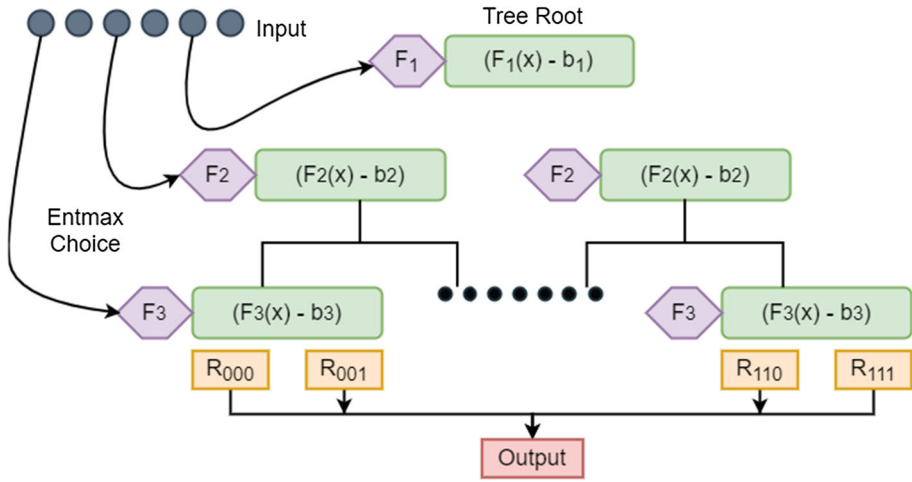 Tree Root
Input
F1
(F1(x) - b1)
F2
(F2(x) - b2)
F2
(F2(x) - b2)
Entmax
Choice
F3
(F3(x) - b3)
F3
(F3(x) - b3)
R000
R001
R110
R111
Output